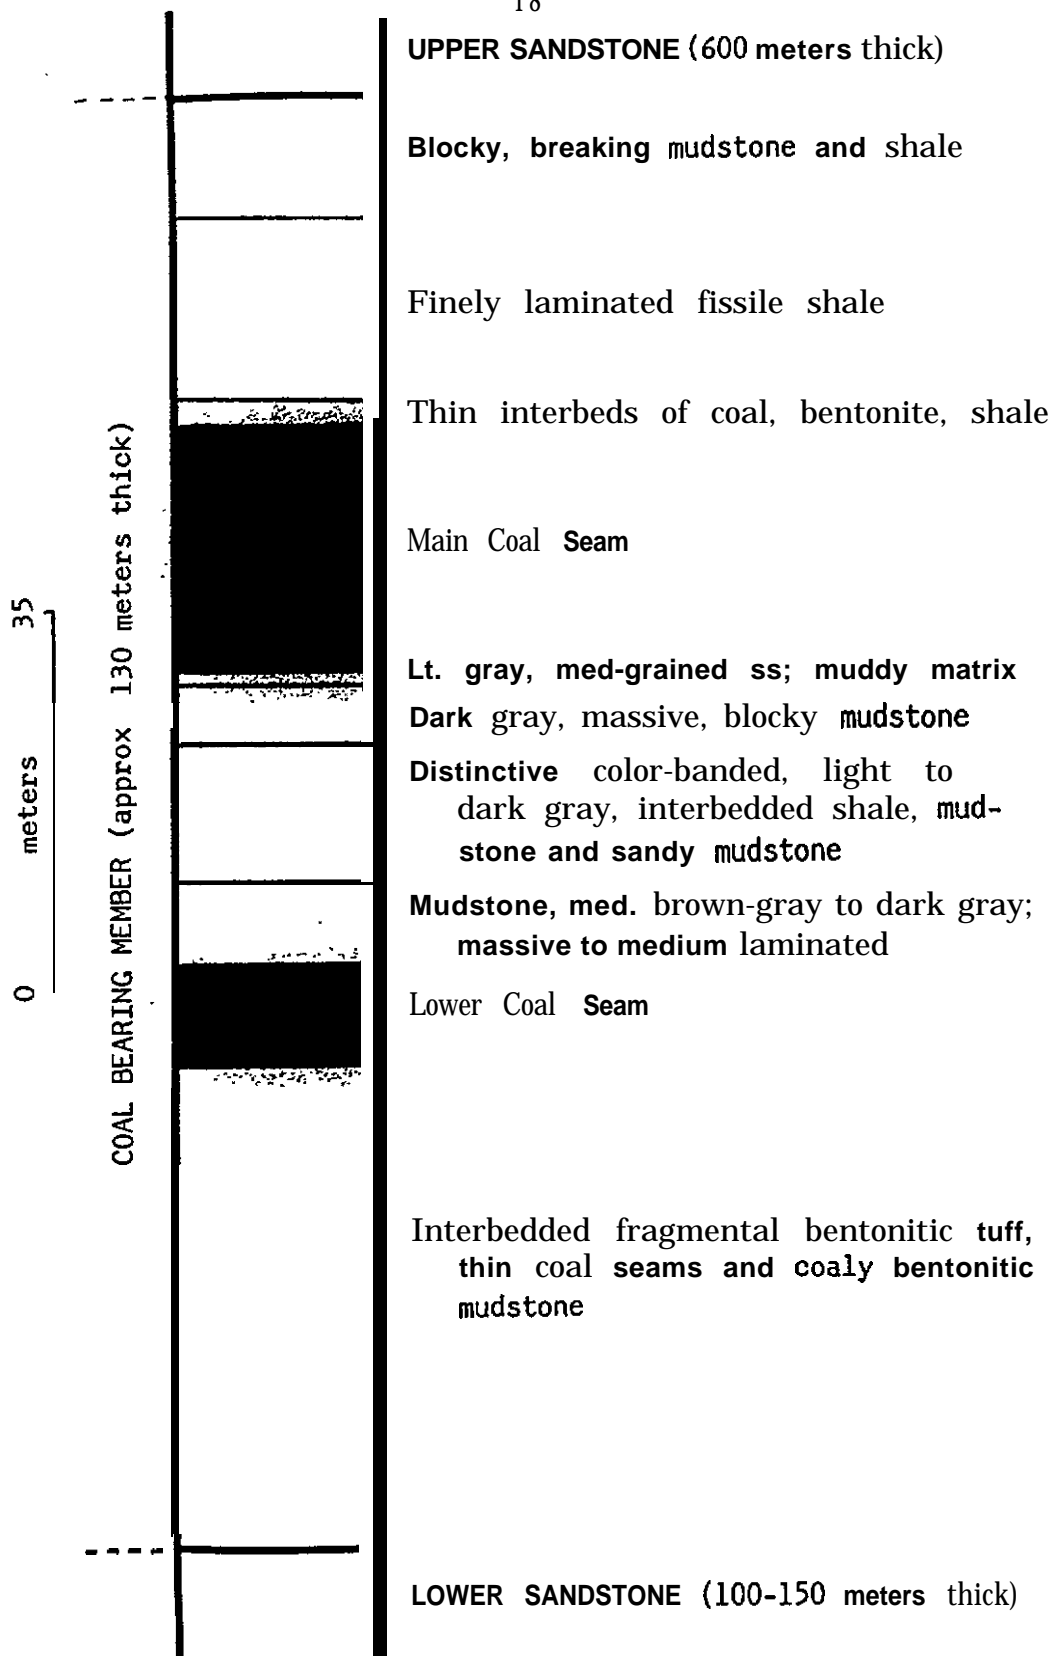 18
UPPER SANDSTONE (600 meters thick)
Blocky, breaking mudstone and shale
Finely laminated fissile shale
Thin interbeds of coal, bentonite, shale
Main Coal Seam
Lt. gray, med-grained ss; muddy matrix
Dark gray, massive, blocky mudstone
Distinctive color-banded, light to
dark gray, interbedded shale, mud-
stone and sandy mudstone
Mudstone, med. brown-gray to dark gray;
massive to medium laminated
Lower Coal Seam
Interbedded fragmental bentonitic tuff,
thin coal seams and coaly bentonitic
mudstone
LOWER SANDSTONE (100-150 meters thick)
COAL BEARING MEMBER (approx 130 meters thick)
0 meters 35